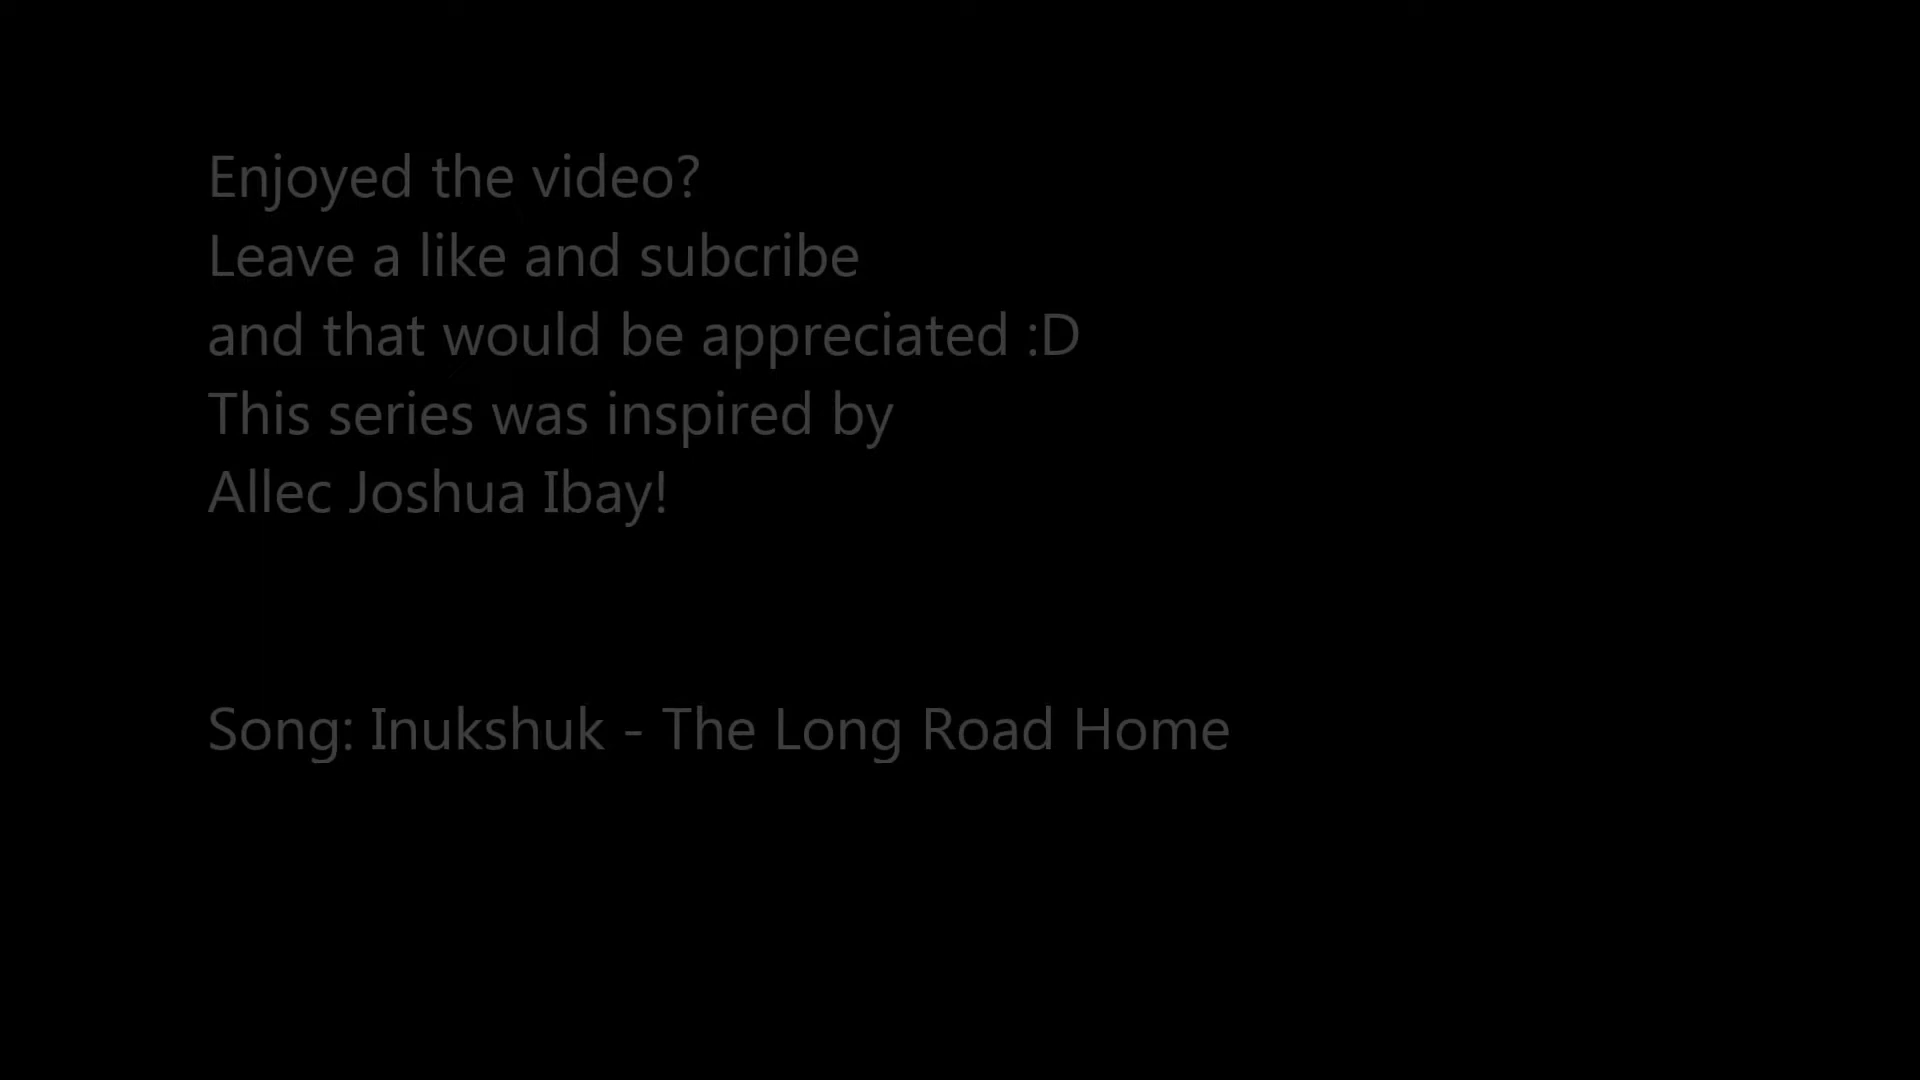 Enjoyed the video?
Leave a like and subcribe
and that would be appreciated :D
This series was inspired by
Allec Joshua Ibay!
Song: Inukshuk - The Long Road Home